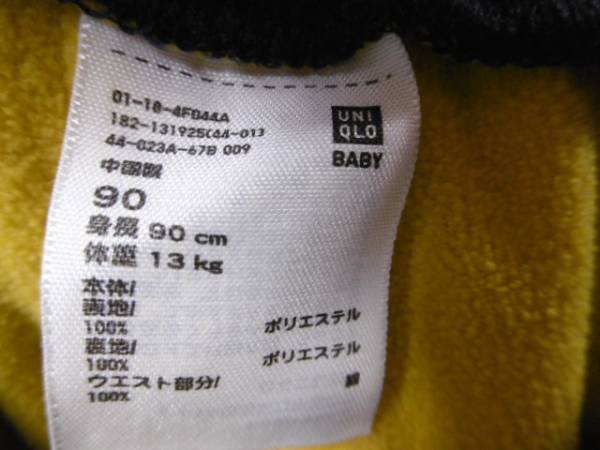 01-18-4F044A
182-131925(44-01)
44-023A-67B 009
UNI
QLO
BABY
中国製
90
身長 90 cm
体重 13 kg
本体/
表地/
100% ポリエステル
裏地/
100% ポリエステル
ウエスト部分/
100% 綿